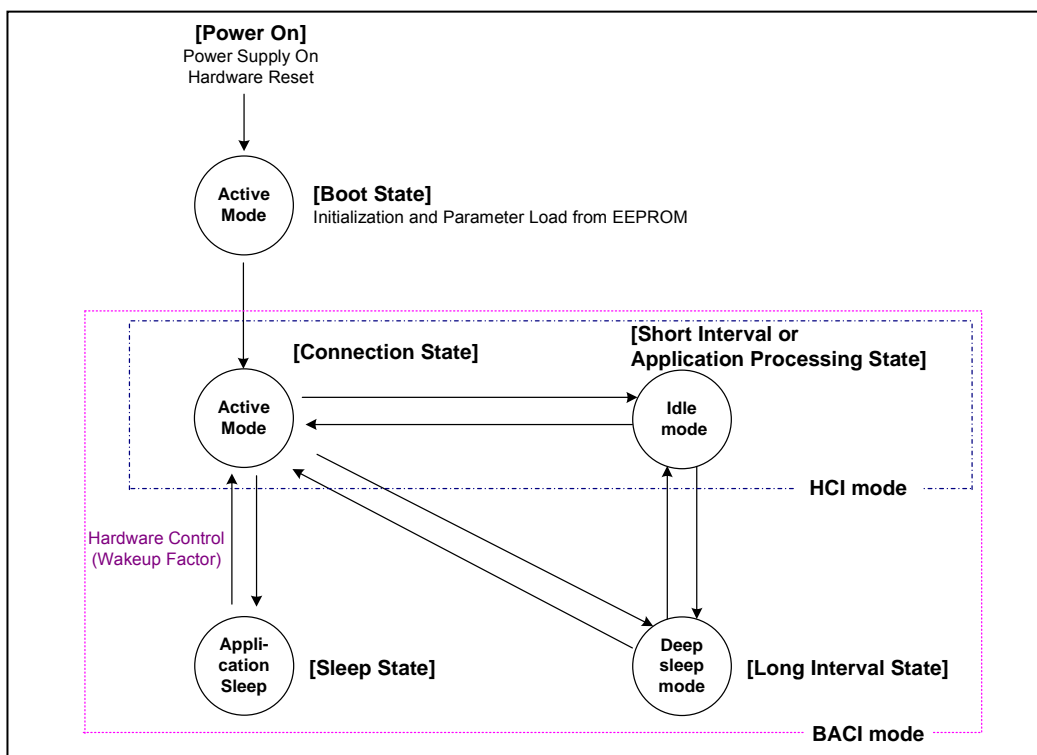 [Power On]
Power Supply On
Hardware Reset
Active
Mode
[Boot State]
Initialization and Parameter Load from EEPROM
[Connection State]
[Short Interval or
Application Processing State]
Active
Mode
Idle
mode
HCI mode
Hardware Control
(Wakeup Factor)
Appli-
cation
Sleep
[Sleep State]
Deep
sleep
mode
[Long Interval State]
BACI mode